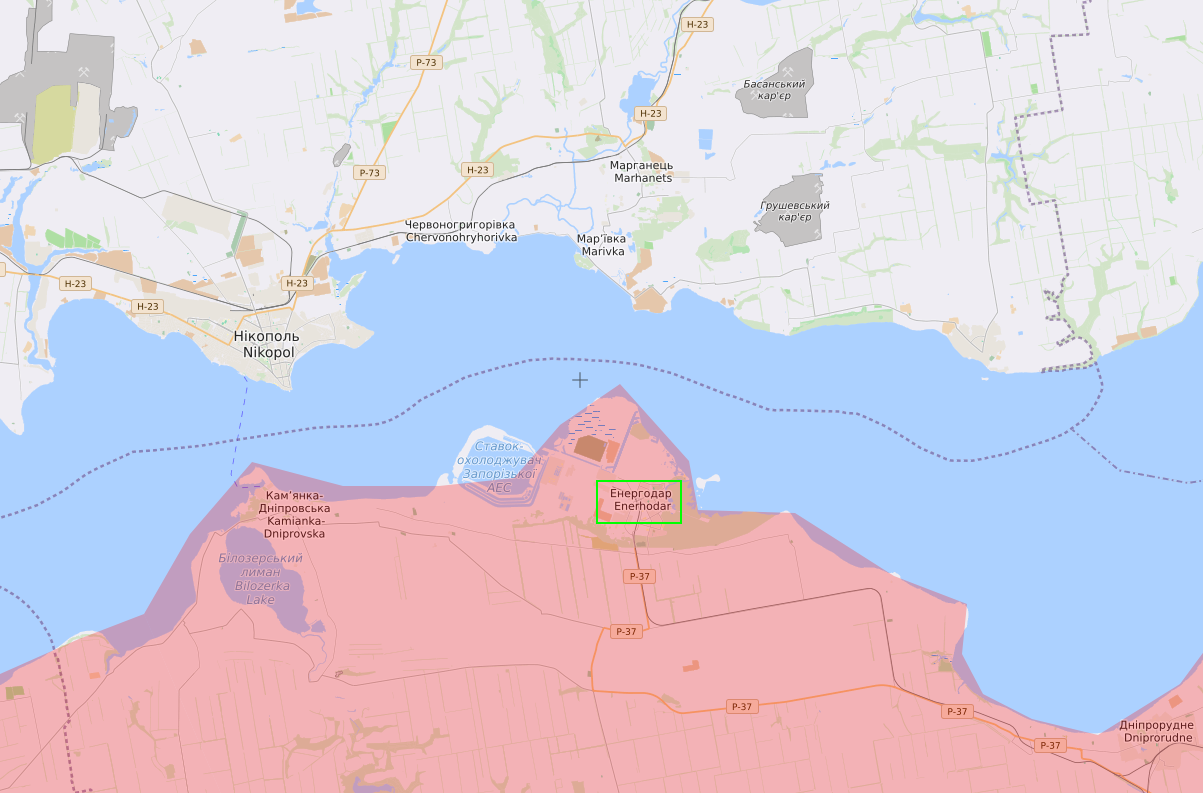 H-23
P-73
Басанський
кар'єр
H-23
Марганець
Marhanets
P-73
H-23
Грушевський
кар'єр
Червоногригорівка
Chervonohryhorivka
Мар'ївка
Marivka
H-23
H-23
H-23
Нікополь
Nikopol
Ставок-
охолоджувач
Запорізької
АЕС
Енергодар
Enerhodar
Кам'янка-
Дніпровська
Kamianka-
Dniprovska
Білозерський
лиман
Bilozerka
Lake
P-37
P-37
P-37
P-37
P-37
Дніпрорудне
Dniprorudne